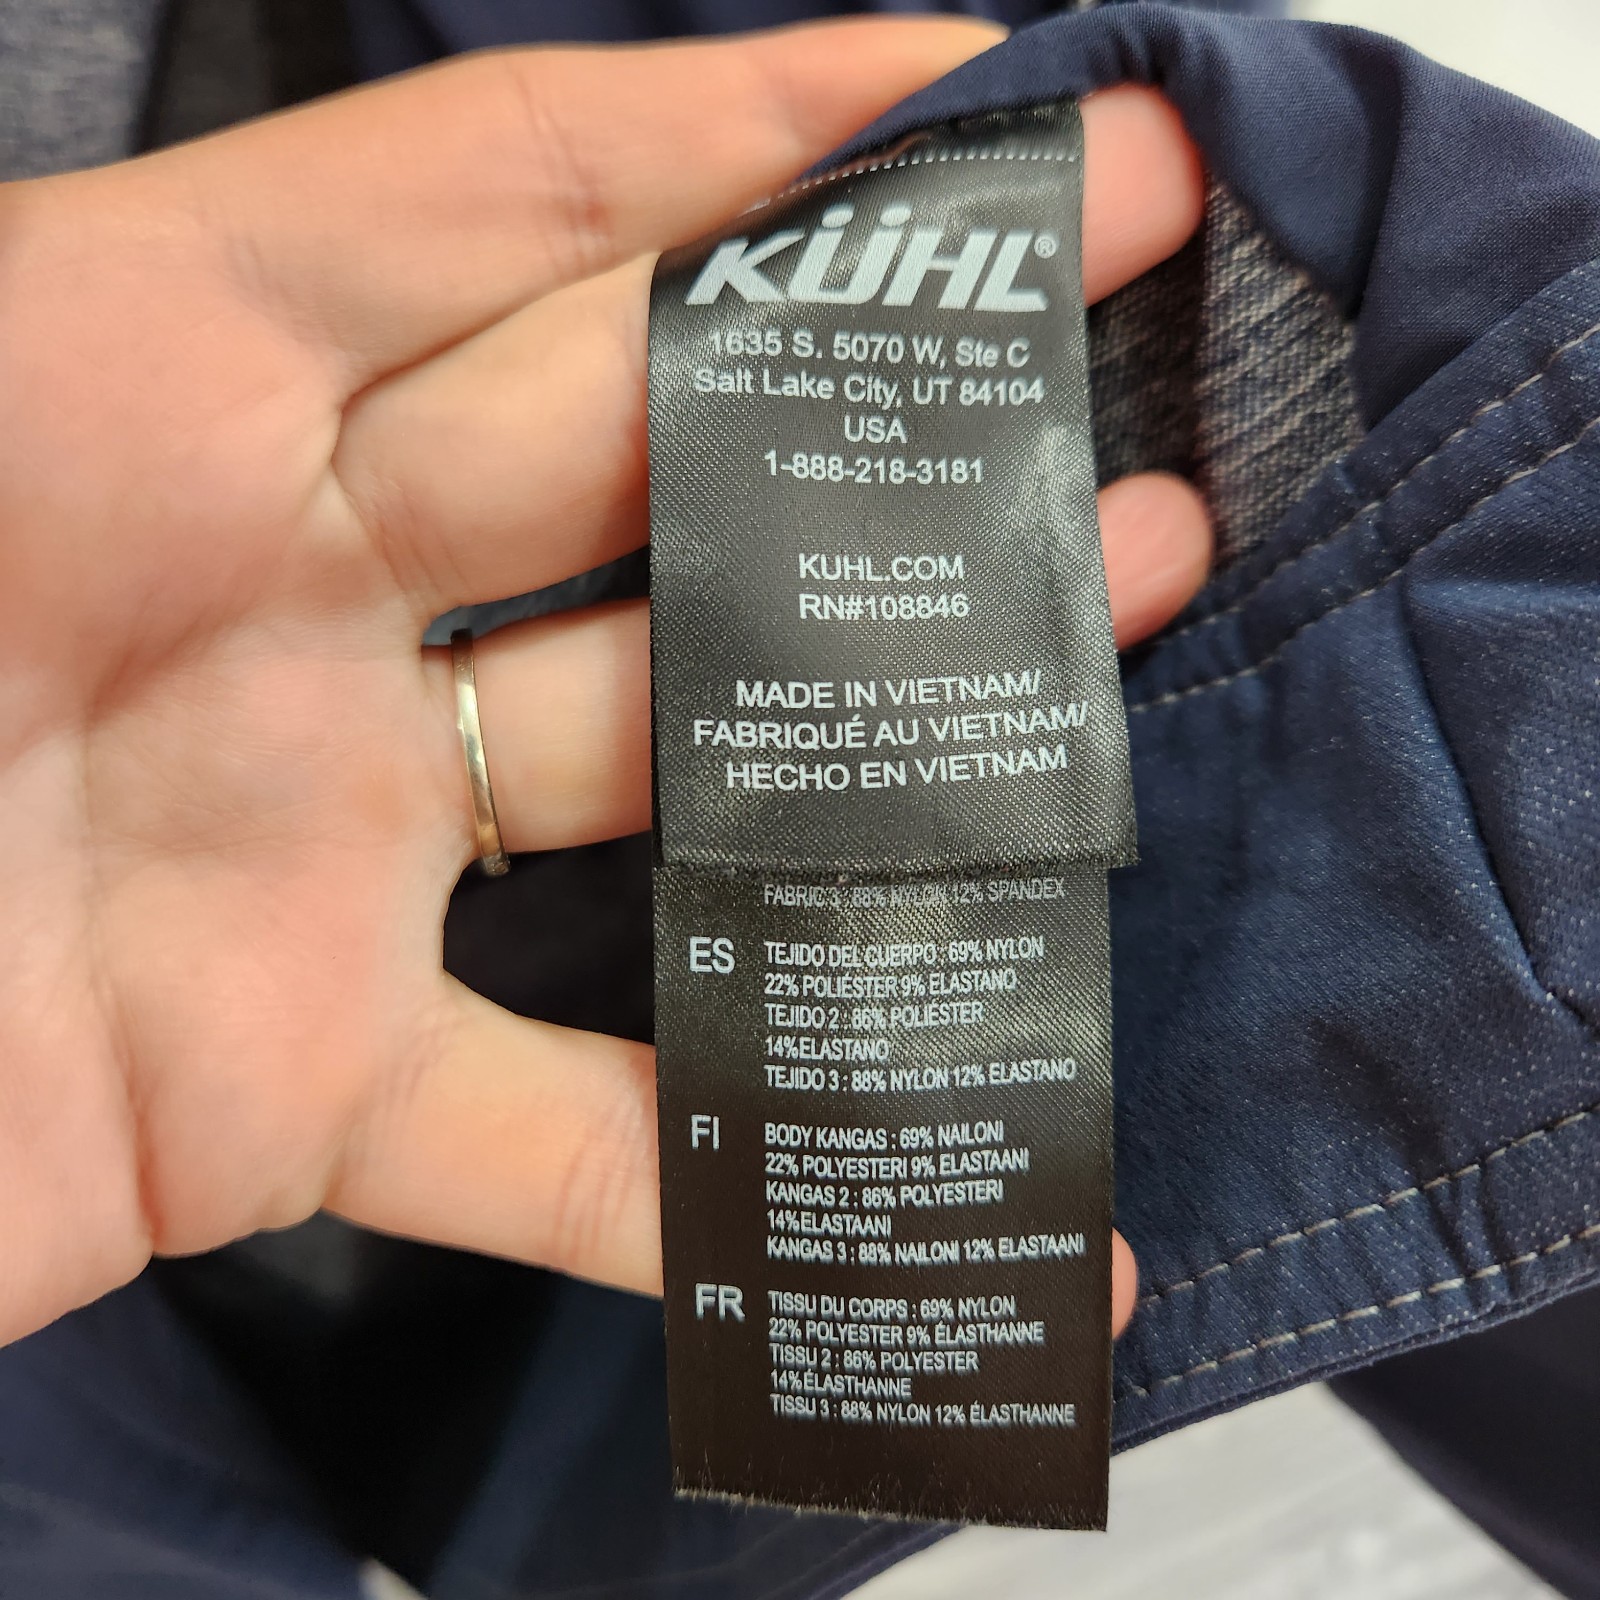 KÜHL®
1635 S. 5070 W, Ste C
Salt Lake City, UT 84104
USA
1-888-218-3181
KUHL.COM
RN#108846
MADE IN VIETNAM/
FABRIQUÉ AU VIETNAM/
HECHO EN VIETNAM
FABRIC 3 : 88% NYLON 12% SPANDEX
ES TEJIDO DEL CUERPO : 69% NYLON
22% POLIÉSTER 9% ELASTANO
TEJIDO 2 : 86% POLIÉSTER
14%ELASTANO
TEJIDO 3 : 88% NYLON 12% ELASTANO
FI BODY KANGAS : 69% NAILONI
22% POLYESTERI 9% ELASTAANI
KANGAS 2 : 86% POLYESTERI
14%ELASTAANI
KANGAS 3 : 88% NAILONI 12% ELASTAANI
FR TISSU DU CORPS : 69% NYLON
22% POLYESTER 9% ÉLASTHANNE
TISSU 2 : 86% POLYESTER
14%ÉLASTHANNE
TISSU 3 : 88% NYLON 12% ÉLASTHANNE